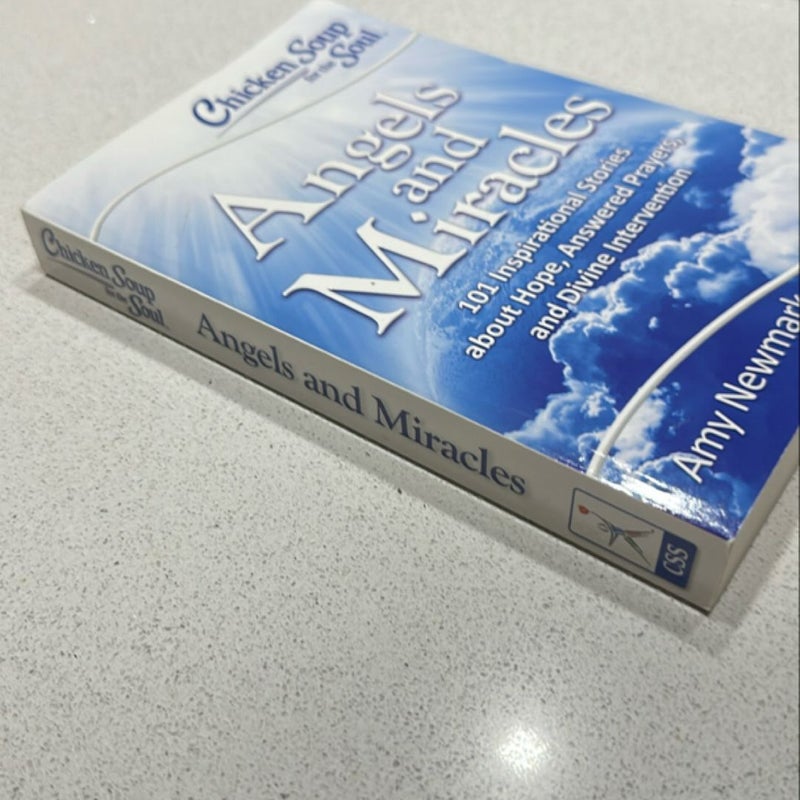 Chicken Soup
for the Soul
Angels
and
Miracles
101 Inspirational Stories
about Hope, Answered Prayers,
and Divine Intervention
Amy Newmark
Chicken Soup
for the Soul
Angels and Miracles
CSS